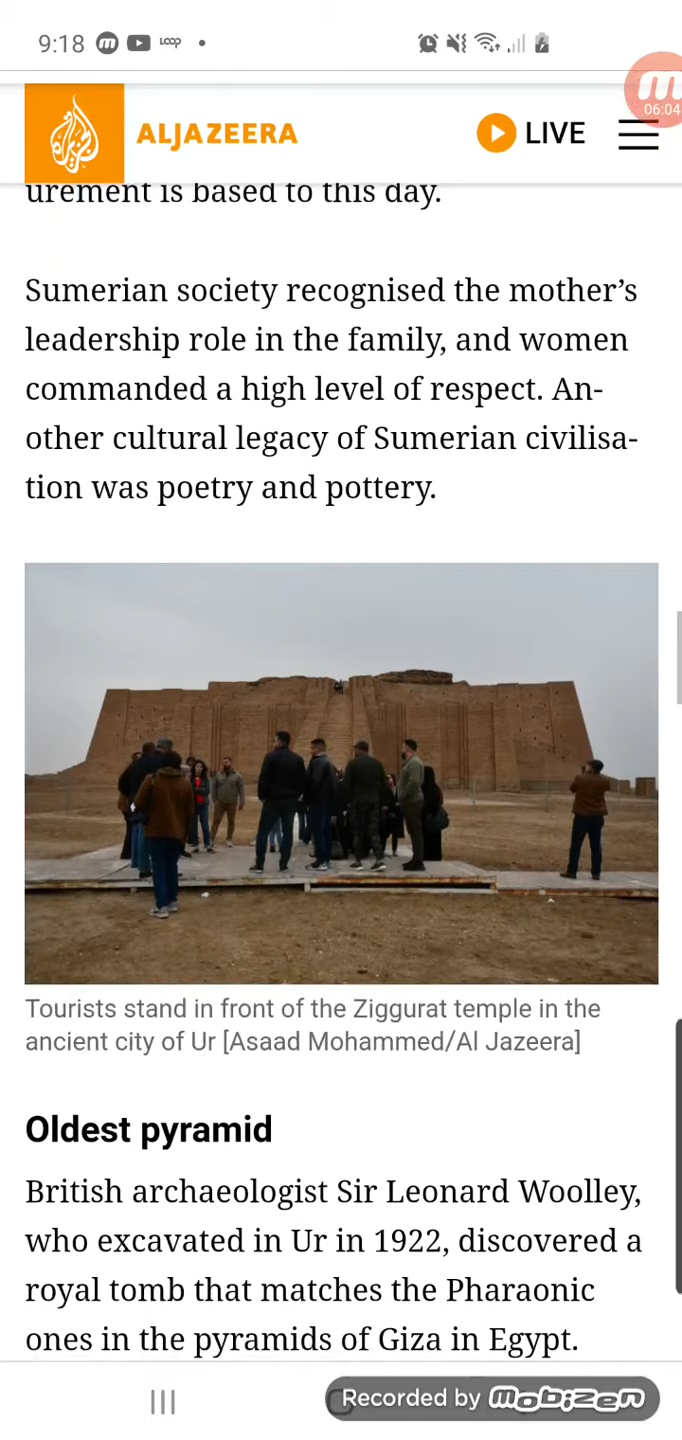 9:18 m LOOP
m
06:04
ALJAZEERA LIVE
urement is based to this day.
Sumerian society recognised the mother’s
leadership role in the family, and women
commanded a high level of respect. An-
other cultural legacy of Sumerian civilisa-
tion was poetry and pottery.
Tourists stand in front of the Ziggurat temple in the
ancient city of Ur [Asaad Mohammed/Al Jazeera]
Oldest pyramid
British archaeologist Sir Leonard Woolley,
who excavated in Ur in 1922, discovered a
royal tomb that matches the Pharaonic
ones in the pyramids of Giza in Egypt.
Recorded by mobizen